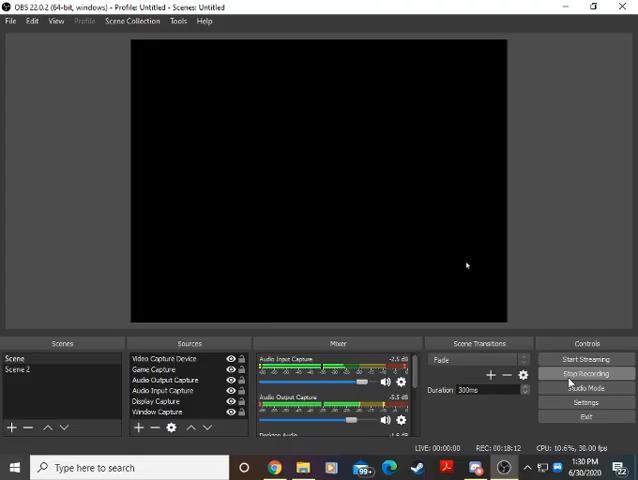 OBS 22.0.2 (64-bit, windows) - Profile: Untitled - Scenes: Untitled
File Edit View Profile Scene Collection Tools Help
Scenes Sources Mixer Scene Transitions Controls
Scene
Scene 2
Video Capture Device
Game Capture
Audio Output Capture
Audio Input Capture
Display Capture
Window Capture
Audio Input Capture -2.5 dB
Audio Output Capture -5.5 dB
Fade
Duration 300ms
Start Streaming
Stop Recording
Studio Mode
Settings
Exit
LIVE: 00:00:00 REC: 00:18:12 CPU: 10.6%, 30.00 fps
Type here to search
99+
1:30 PM
6/30/2020
22